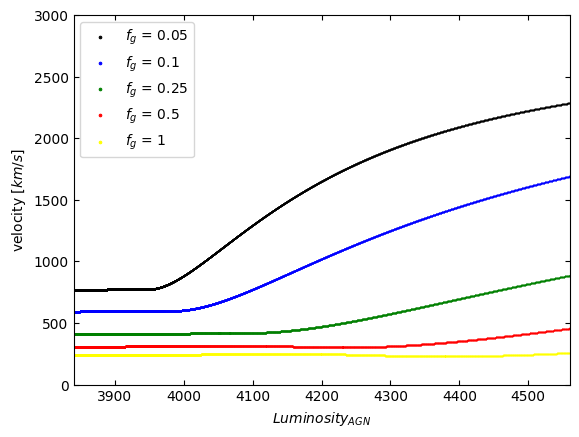 3000
2500
2000
1500
1000
500
0
velocity [km/s]
f_g = 0.05
f_g = 0.1
f_g = 0.25
f_g = 0.5
f_g = 1
3900 4000 4100 4200 4300 4400 4500
Luminosity_AGN